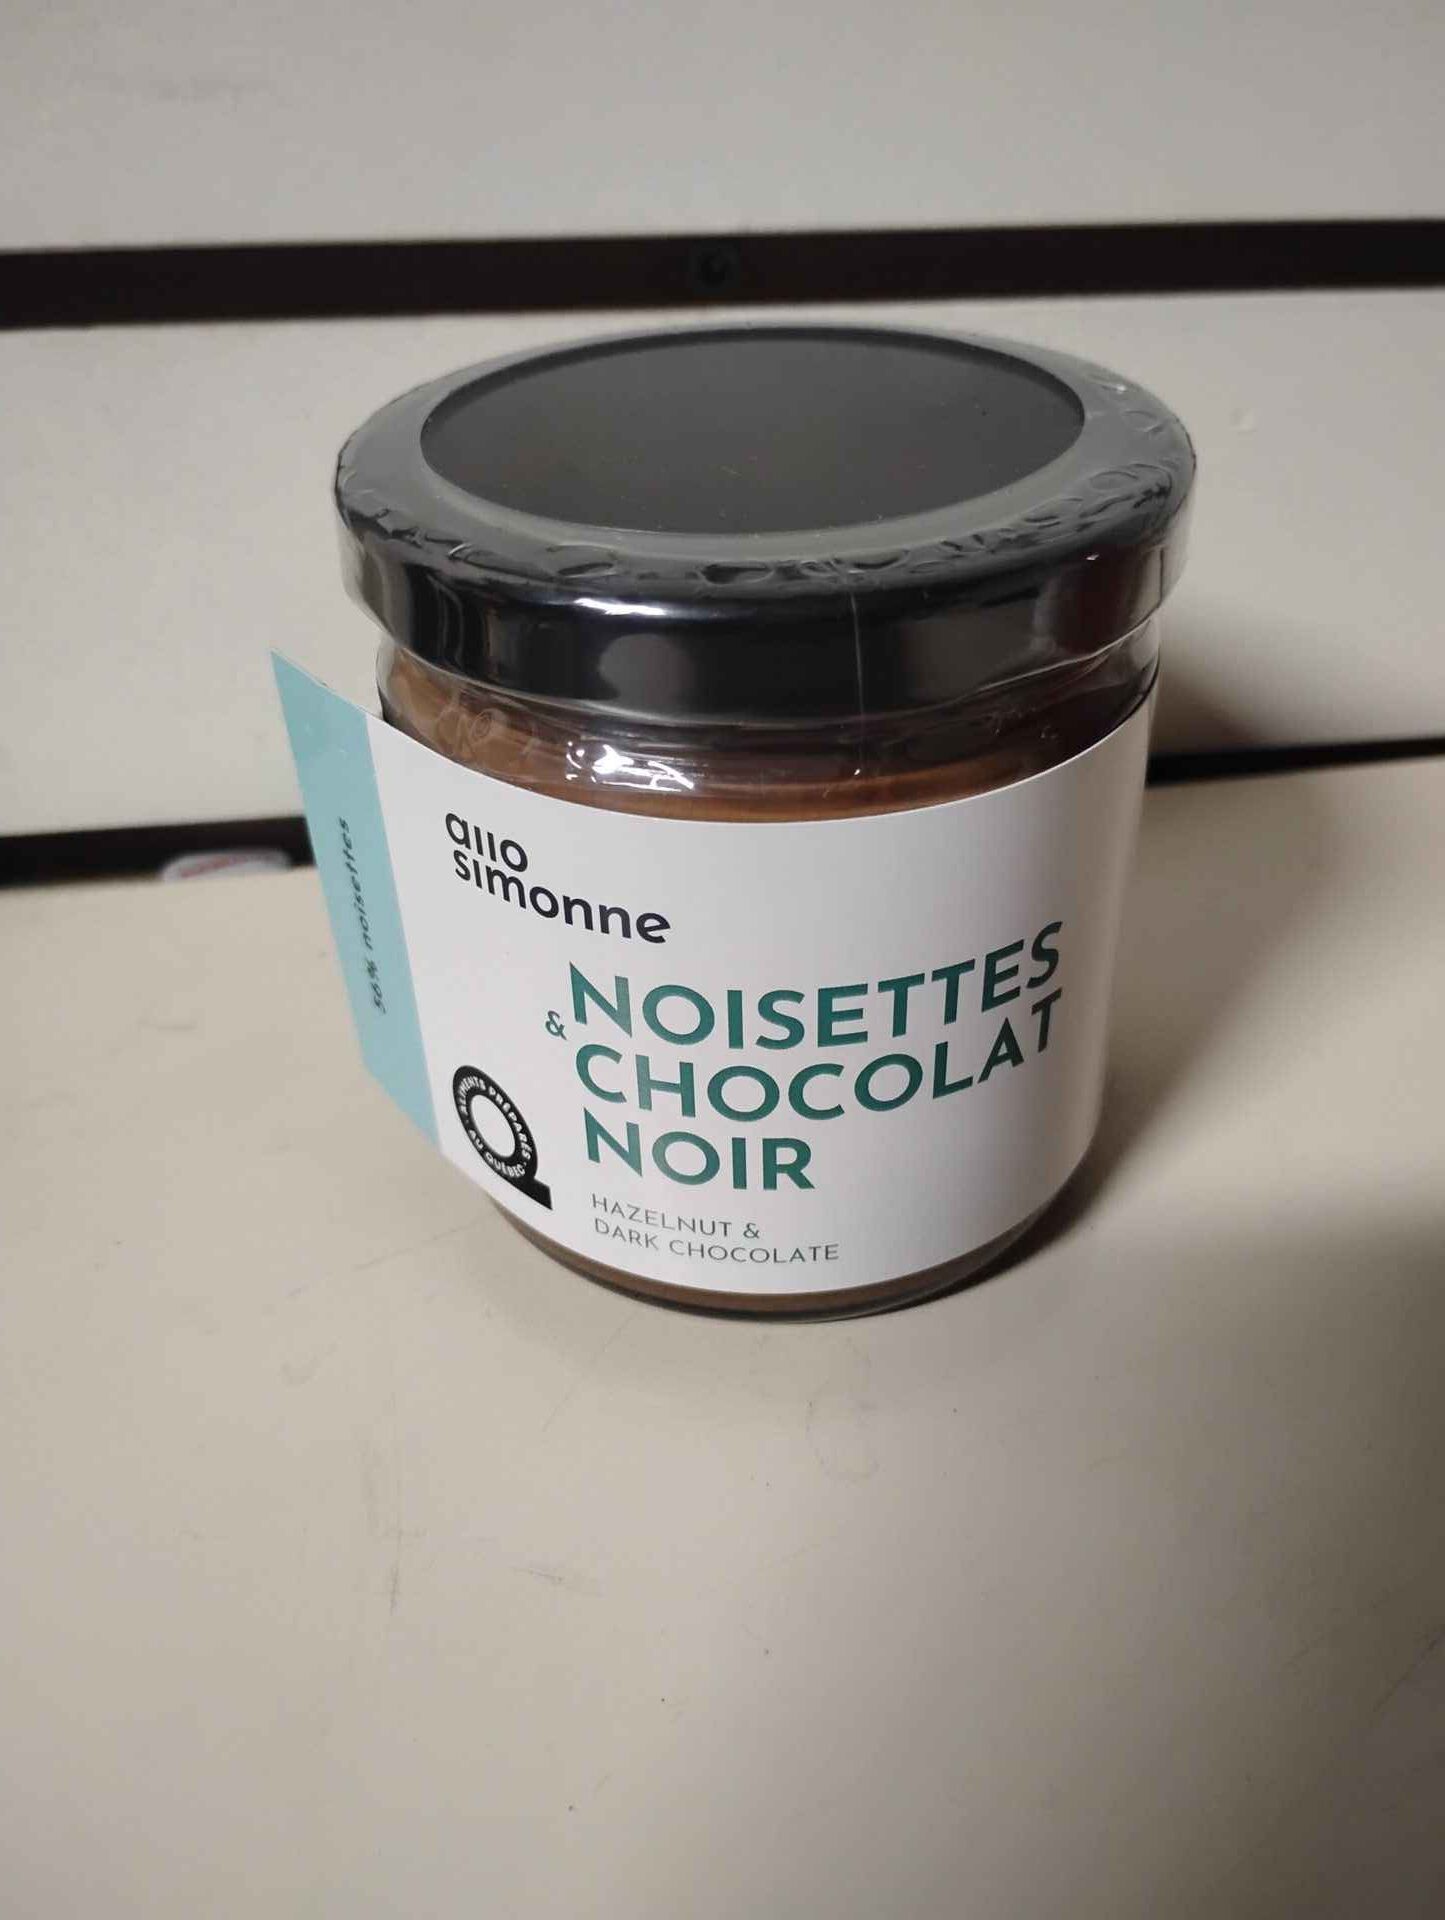 allo
simonne
NOISETTES
& CHOCOLAT
NOIR
HAZELNUT &
DARK CHOCOLATE
ALIMENTS PRÉPARÉS
AU QUÉBEC
56% noisettes